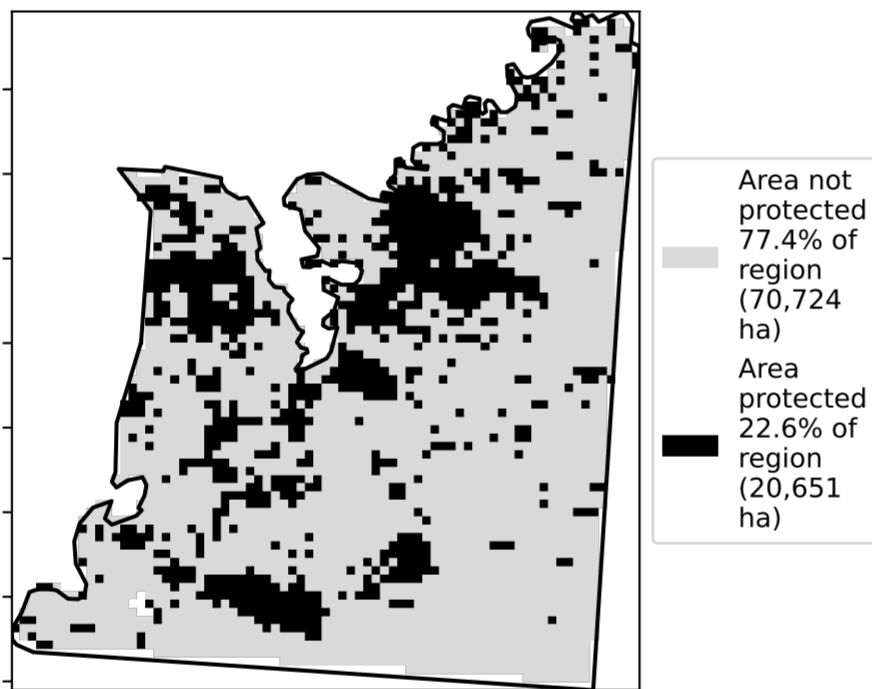 Area not
protected
77.4% of
region
(70,724
ha)
Area
protected
22.6% of
region
(20,651
ha)